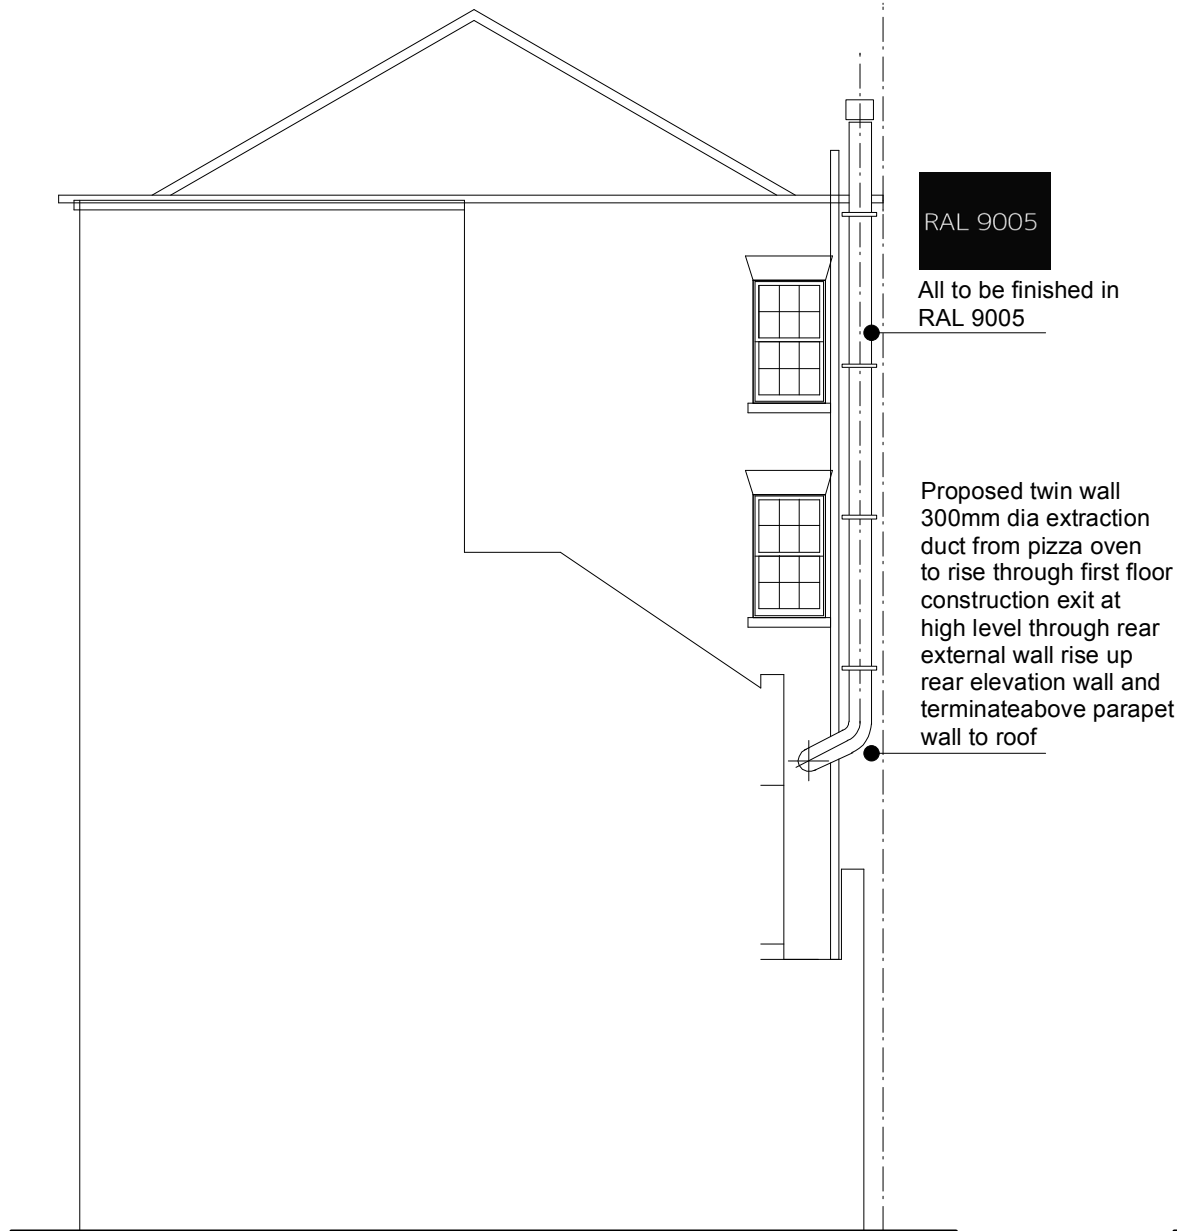 RAL 9005
All to be finished in
RAL 9005
Proposed twin wall
300mm dia extraction
duct from pizza oven
to rise through first floor
construction exit at
high level through rear
external wall rise up
rear elevation wall and
terminateabove parapet
wall to roof